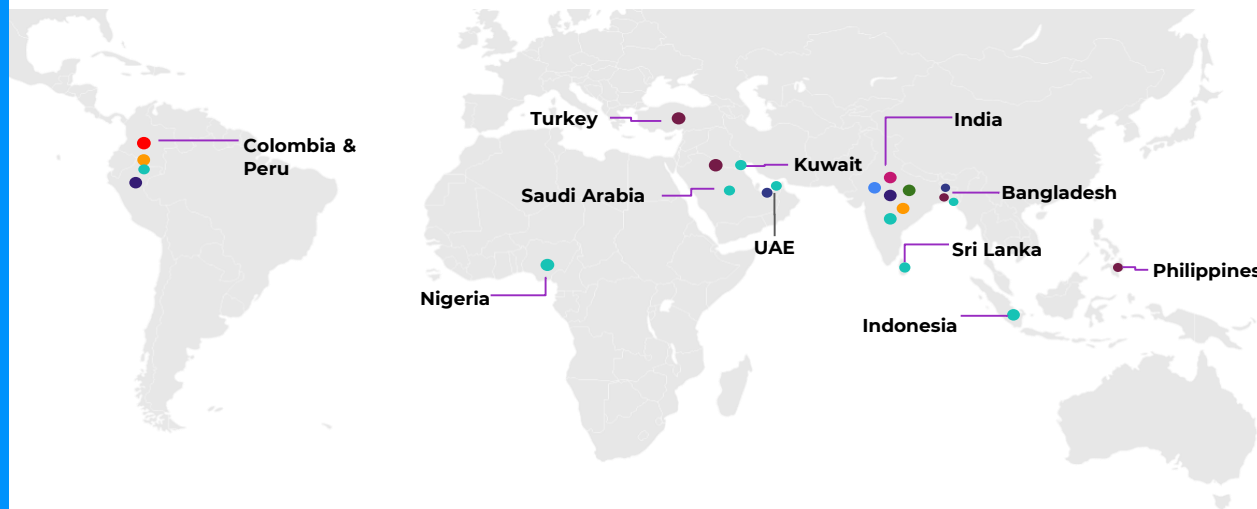 Turkey
India
Colombia &
Peru
Kuwait
Saudi Arabia
Bangladesh
UAE
Sri Lanka
Philippines
Nigeria
Indonesia